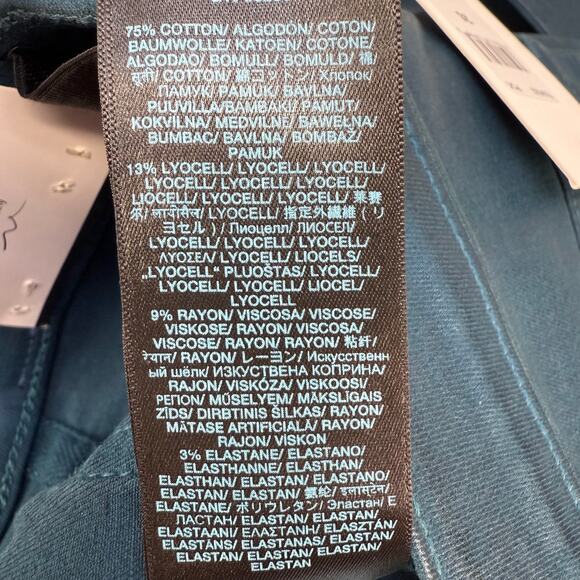 75% COTTON/ ALGODÓN/ COTON/
BAUMWOLLE/ KATOEN/ COTONE/
ALGODAO/ BOMULL/ BOMULD/ 棉/
सूती/ COTTON/ 綿コットン/ Хлопок/
ПАМУК/ PAMUK/ BAVLNA/
PUUVILLA/ΒΑΜΒΑΚΙ/ PAMUT/
KOKVILNA/ MEDVILNĖ/ BAWEŁNA/
BUMBAC/ BAVLNA/ BOMBAŽ/
PAMUK
13% LYOCELL/ LYOCELL/ LYOCELL/
LYOCELL/ LYOCELL/ LYOCELL/
LIOCELL/ LYOCELL/ LYOCELL/ 莱赛
尔/ लायोसैल/ LYOCELL/ 指定外繊維 ( リ
ヨセル ) / Лиоцелл/ ЛИОСЕЛ/
LYOCELL/ LYOCELL/ LYOCELL/
ΛΥΟΣΕΛ/ LYOCELL/ LIOCELS/
„LYOCELL“ PLUOŠTAS/ LYOCELL/
LYOCELL/ LYOCELL/ LIOCEL/
LYOCELL
9% RAYON/ VISCOSA/ VISCOSE/
VISKOSE/ RAYON/ VISCOSA/
VISCOSE/ RAYON/ RAYON/ 粘纤/
रेयान/ RAYON/ レーヨン/ Искусственн
ый шёлк/ ИЗКУСТВЕНА КОПРИНА/
RAJON/ VISKÓZA/ VISKOOSI/
ΡΕΓΙΟΝ/ MŰSELYEM/ MĀKSLĪGAIS
ZĪDS/ DIRBTINIS ŠILKAS/ RAYON/
MĂTASE ARTIFICIALĂ/ RAYON/
RAJON/ VISKON
3% ELASTANE/ ELASTANO/
ELASTHANNE/ ELASTHAN/
ELASTHAN/ ELASTAN/ ELASTANO/
ELASTAN/ ELASTAN/ 氨纶/ इलास्टेन/
ELASTANE/ ポリウレタン/ Эластан/ Е
ЛАСТАН/ ELASTAN/ ELASTAN/
ELASTAANI/ ΕΛΑΣΤΑΝΗ/ ELASZTÁN/
ELASTĀNS/ ELASTANAS/ ELASTAN/
ELASTAN/ ELASTAN/ ELASTAN/
ELASTAN